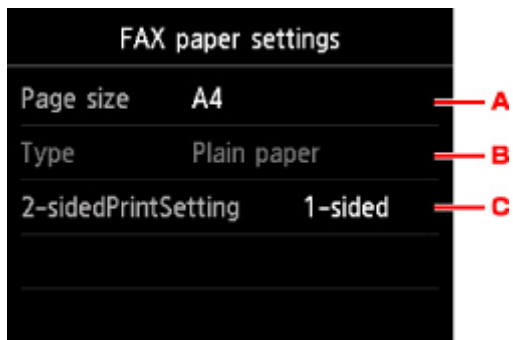 FAX paper settings
Page size A4 A
Type Plain paper B
2-sidedPrintSetting 1-sided C